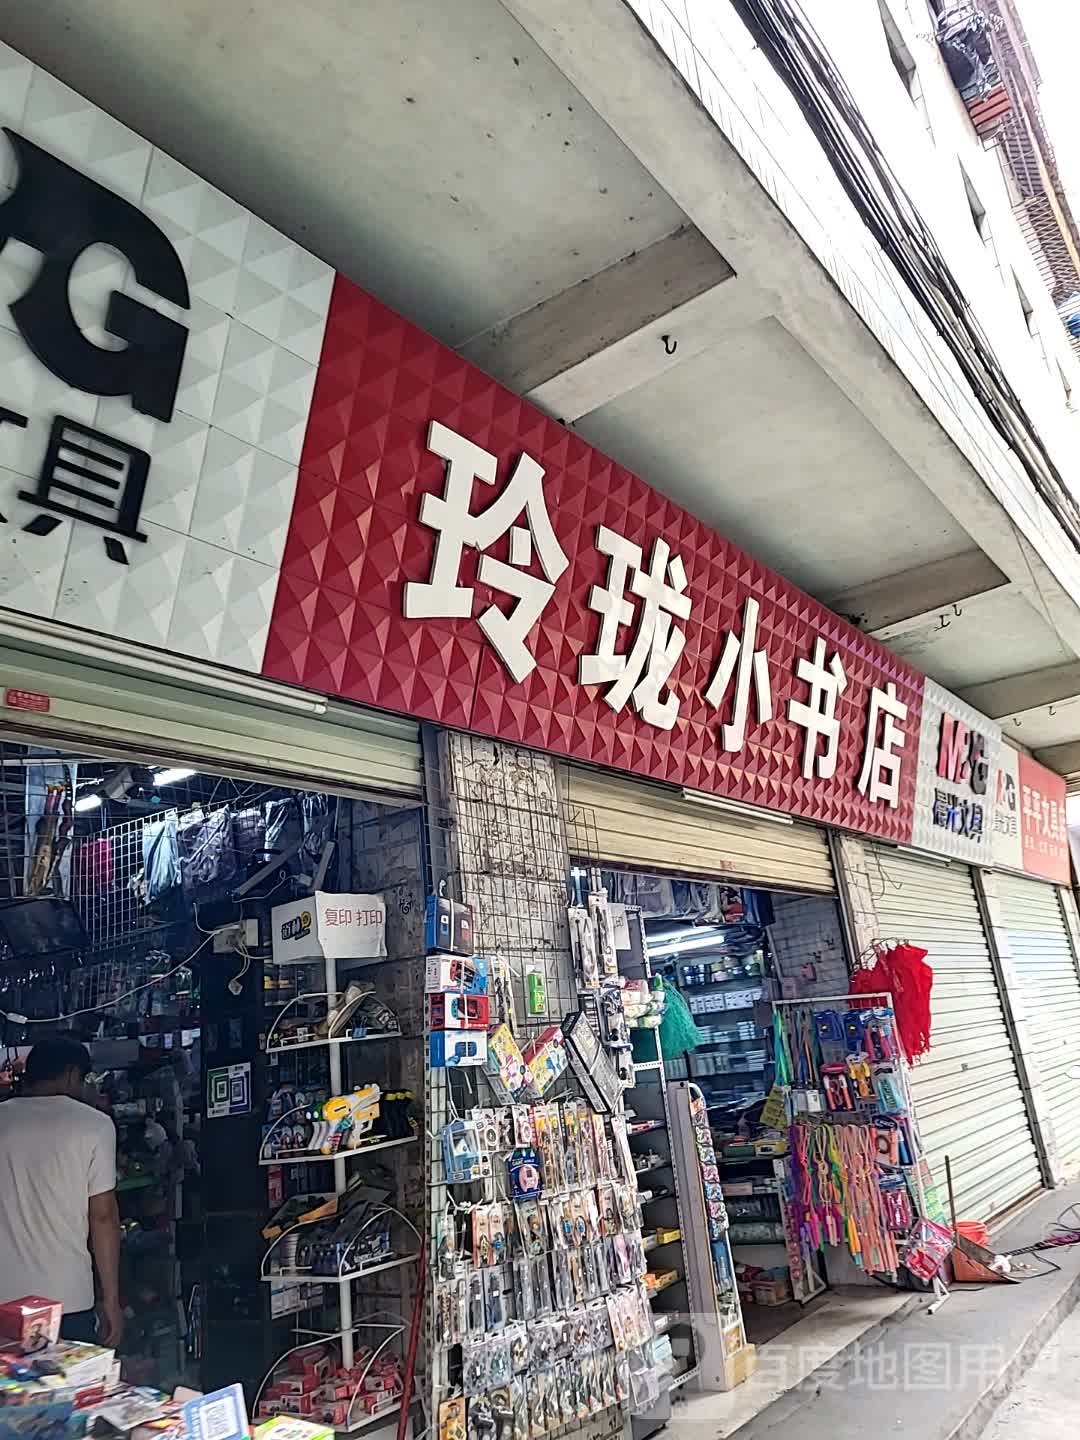 G
文具
玲珑小书店
M&G
晨光文具
&G
平平文具店
复印 打印
百度地图用户